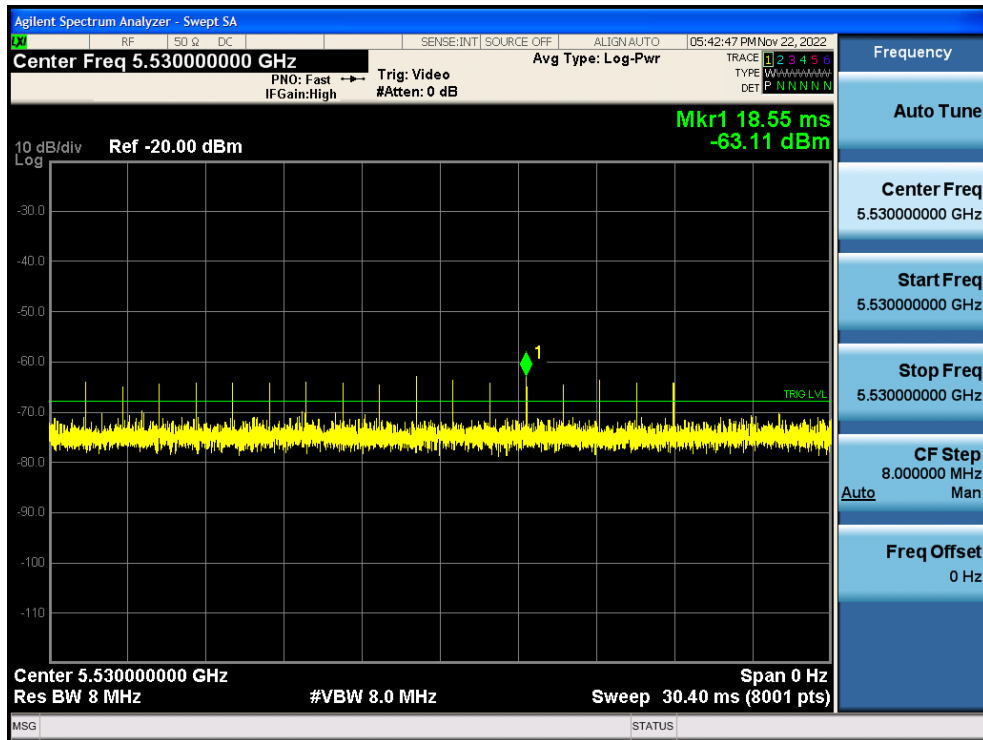 Agilent Spectrum Analyzer - Swept SA
LXI RF 50 Ω DC SENSE:INT SOURCE OFF ALIGN AUTO 05:42:47 PM Nov 22, 2022
Center Freq 5.530000000 GHz
PNO: Fast
IFGain:High
Trig: Video
#Atten: 0 dB
Avg Type: Log-Pwr
TRACE 1 2 3 4 5 6
TYPE WWWWWW
DET P N N N N N
Mkr1 18.55 ms
-63.11 dBm
10 dB/div Ref -20.00 dBm
Log
-30.0
-40.0
-50.0
-60.0
1
TRIG LVL
-70.0
-80.0
-90.0
-100
-110
Center 5.530000000 GHz Span 0 Hz
Res BW 8 MHz #VBW 8.0 MHz Sweep 30.40 ms (8001 pts)
MSG STATUS
Frequency
Auto Tune
Center Freq
5.530000000 GHz
Start Freq
5.530000000 GHz
Stop Freq
5.530000000 GHz
CF Step
8.000000 MHz
Auto Man
Freq Offset
0 Hz